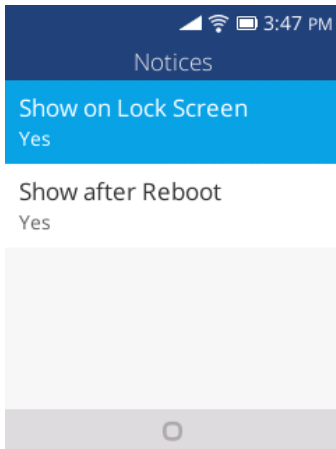 3:47 PM
Notices
Show on Lock Screen
Yes
Show after Reboot
Yes